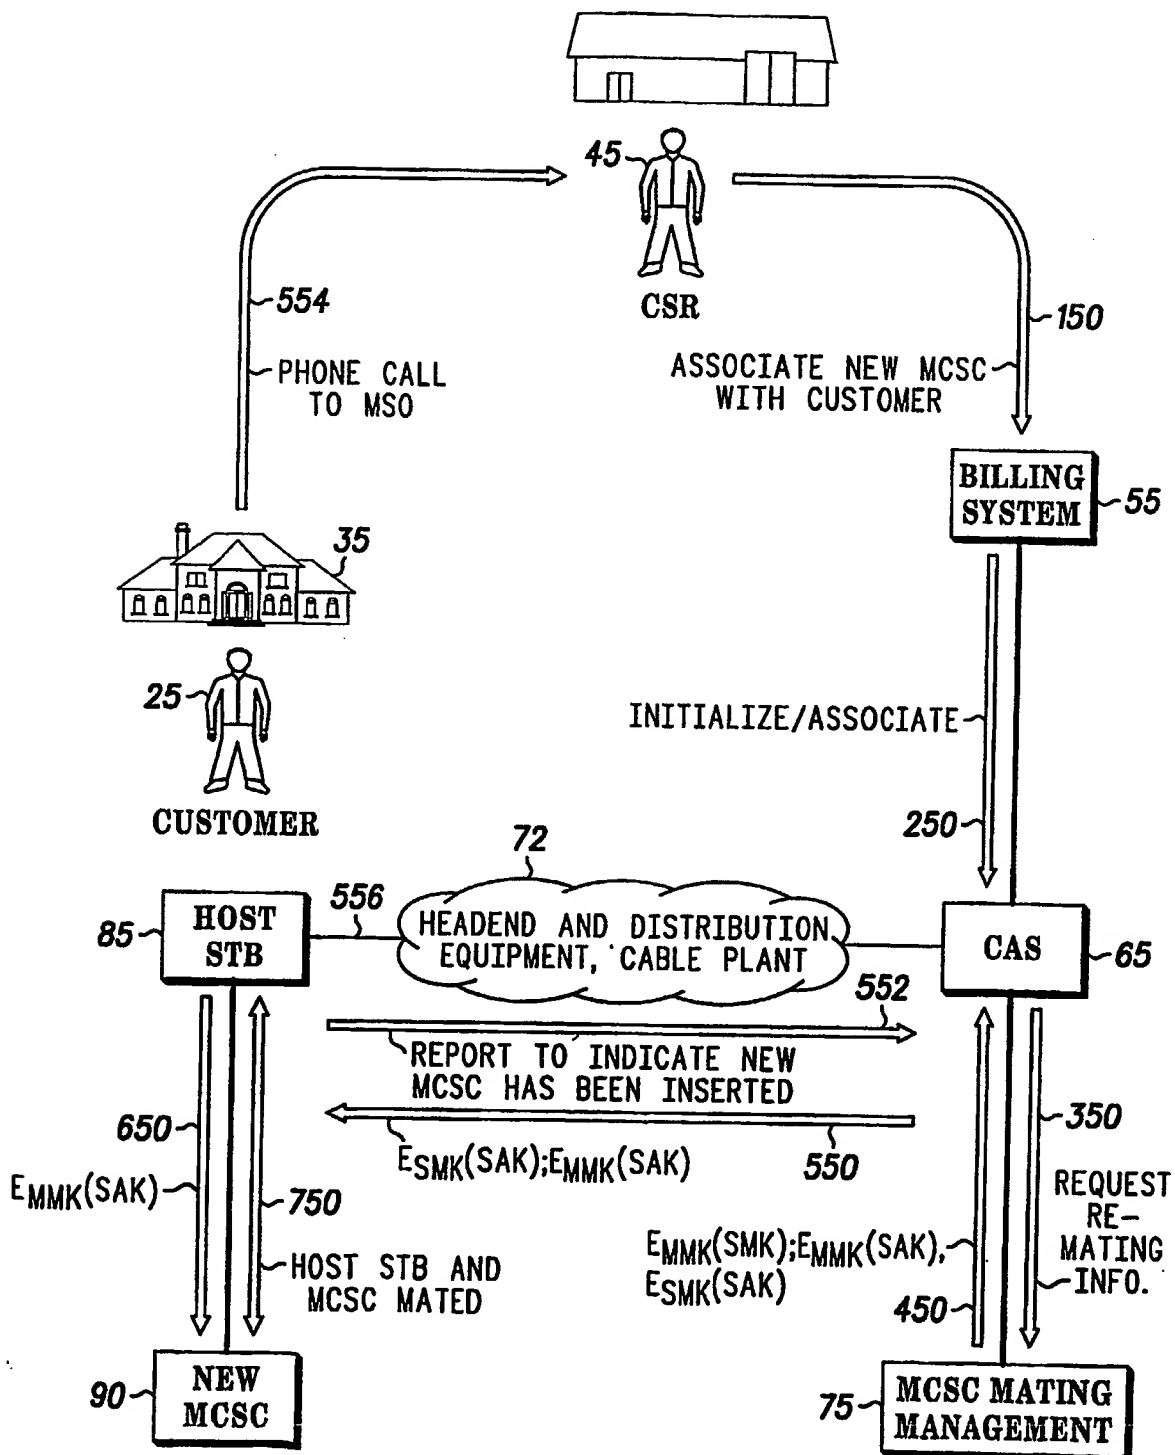 45
CSR
554
150
PHONE CALL
TO MSO
ASSOCIATE NEW MCSC
WITH CUSTOMER
BILLING
SYSTEM
55
35
25
CUSTOMER
INITIALIZE/ASSOCIATE
250
72
HOST
STB
85
556
HEADEND AND DISTRIBUTION
EQUIPMENT, CABLE PLANT
CAS
65
552
REPORT TO INDICATE NEW
MCSC HAS BEEN INSERTED
650
350
ESMK(SAK);EMMK(SAK)
550
EMMK(SAK)
750
REQUEST
RE-
MATING
INFO.
HOST STB AND
MCSC MATED
EMMK(SMK);EMMK(SAK),
ESMK(SAK)
450
NEW
MCSC
90
75
MCSC MATING
MANAGEMENT